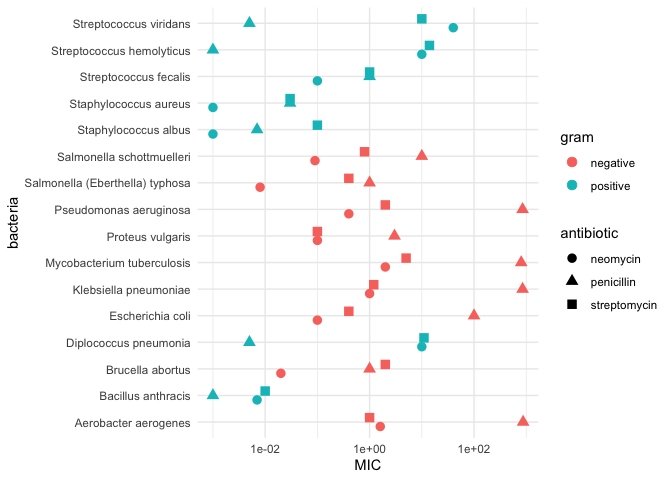 bacteria
Streptococcus viridans
Streptococcus hemolyticus
Streptococcus fecalis
Staphylococcus aureus
Staphylococcus albus
Salmonella schottmuelleri
Salmonella (Eberthella) typhosa
Pseudomonas aeruginosa
Proteus vulgaris
Mycobacterium tuberculosis
Klebsiella pneumoniae
Escherichia coli
Diplococcus pneumonia
Brucella abortus
Bacillus anthracis
Aerobacter aerogenes
1e-02 1e+00 1e+02
MIC
gram
negative
positive
antibiotic
neomycin
penicillin
streptomycin